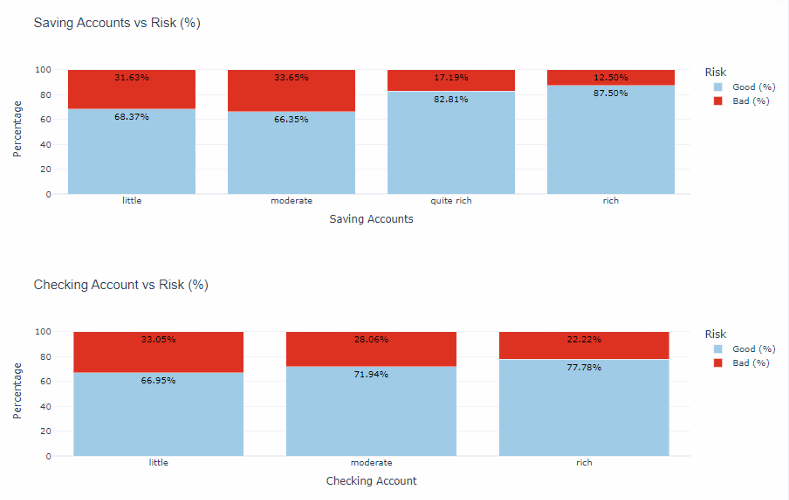 Saving Accounts vs Risk (%)
Percentage
100
80
60
40
20
0
31.63%
33.65%
17.19%
12.50%
68.37%
66.35%
82.81%
87.50%
little
moderate
quite rich
rich
Saving Accounts
Risk
Good (%)
Bad (%)
Checking Account vs Risk (%)
Percentage
100
80
60
40
20
0
33.05%
28.06%
22.22%
66.95%
71.94%
77.78%
little
moderate
rich
Checking Account
Risk
Good (%)
Bad (%)